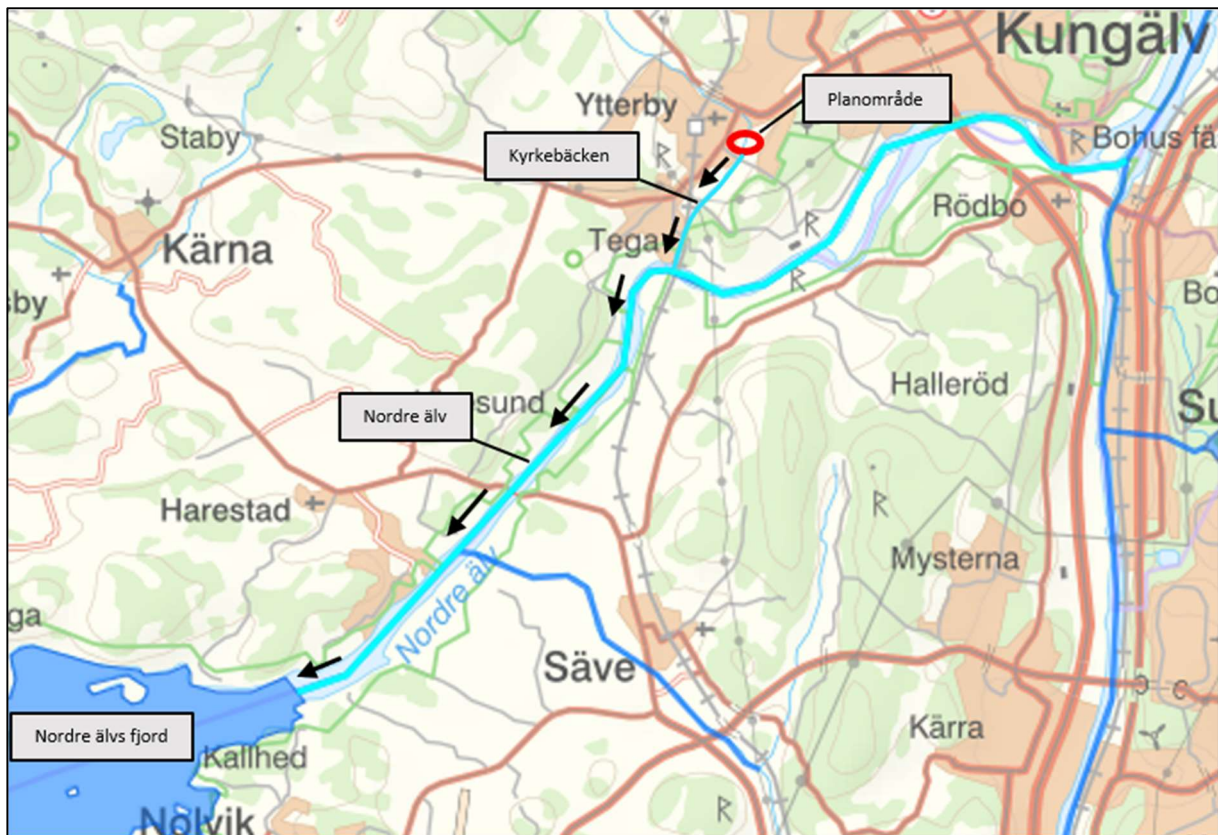 Kungälv
Planområde
Ytterby
Staby
Kyrkebäcken
Bohus fä
Rödbo
Tega
Kärna
sby
Bo
Halleröd
sund
Nordre älv
Su
Harestad
Mysterna
Nordre älv
ga
Säve
Kärra
Nordre älvs fjord
Kallhed
Nolvik